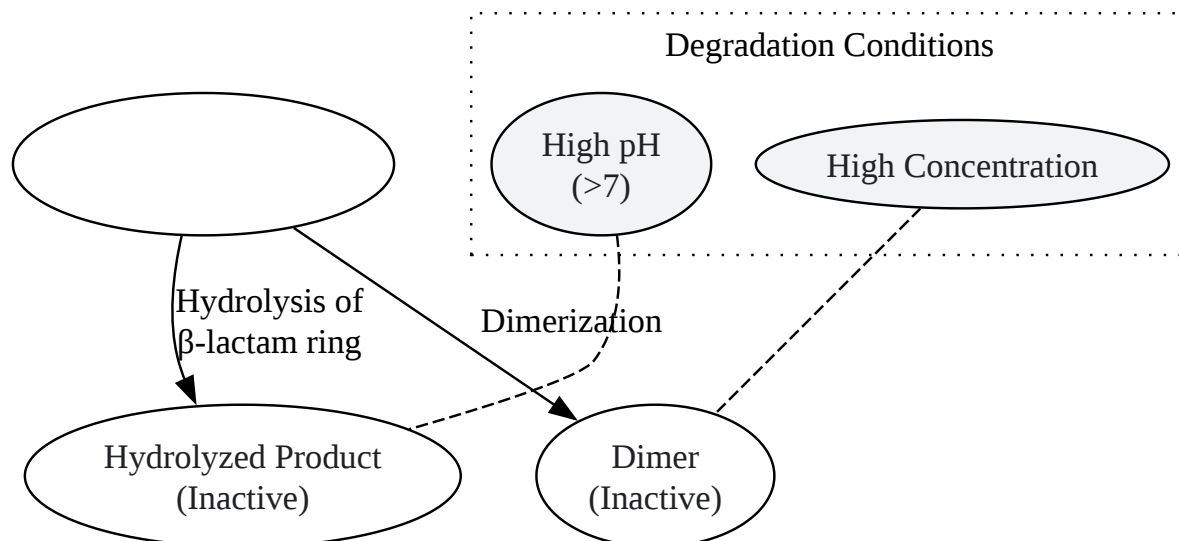 Degradation Conditions
High pH
(>7)
High Concentration
Hydrolysis of
β-lactam ring
Dimerization
Hydrolyzed Product
(Inactive)
Dimer
(Inactive)